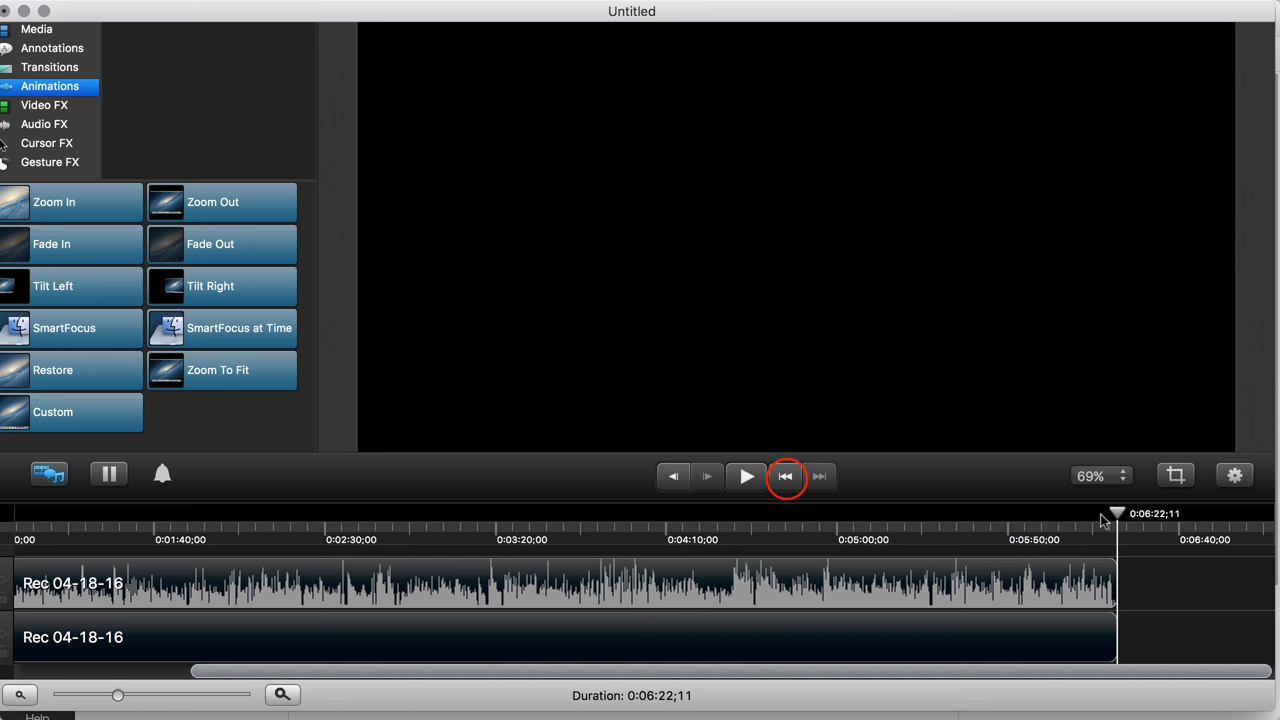 Untitled
Media
Annotations
Transitions
Animations
Video FX
Audio FX
Cursor FX
Gesture FX
Zoom In
Zoom Out
Fade In
Fade Out
Tilt Left
Tilt Right
SmartFocus
SmartFocus at Time
Restore
Zoom To Fit
Custom
69%
0:06:22;11
0;00 0:01:40;00 0:02:30;00 0:03:20;00 0:04:10;00 0:05:00;00 0:05:50;00 0:06:40;00
Rec 04-18-16
Rec 04-18-16
Duration: 0:06:22;11
Help